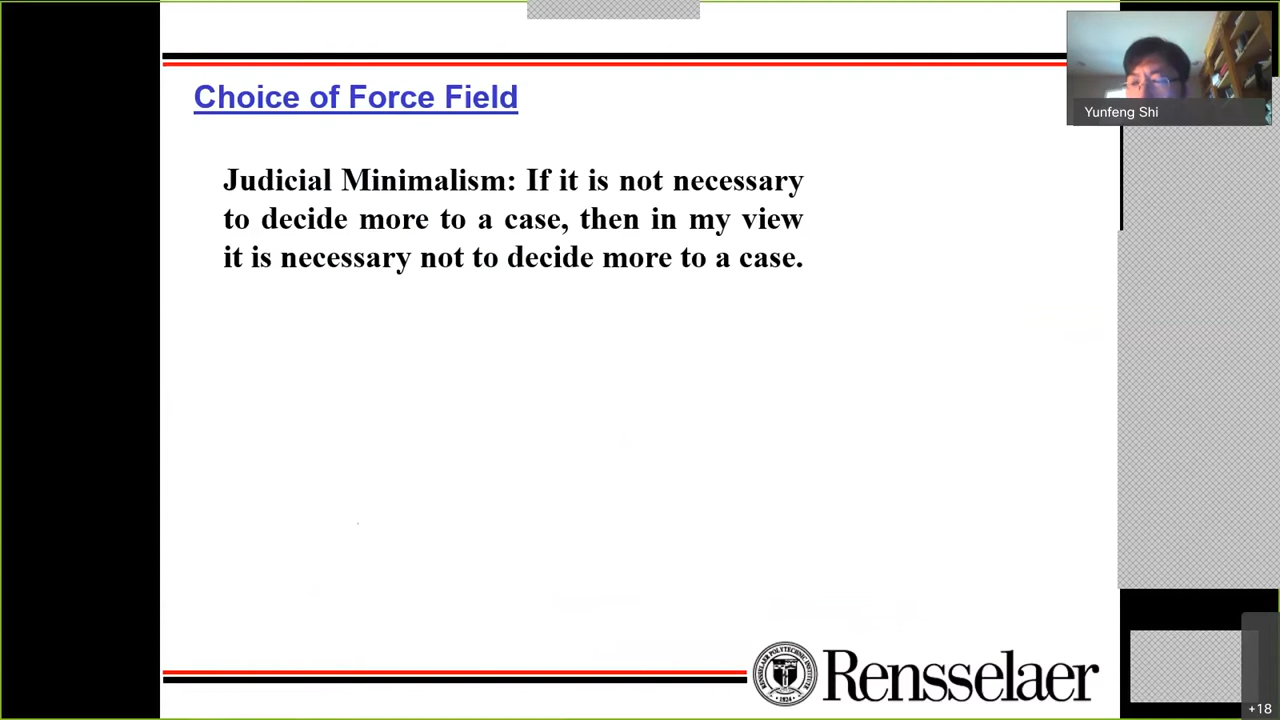 Choice of Force Field
Yunfeng Shi
Judicial Minimalism: If it is not necessary
to decide more to a case, then in my view
it is necessary not to decide more to a case.
Rensselaer
+18